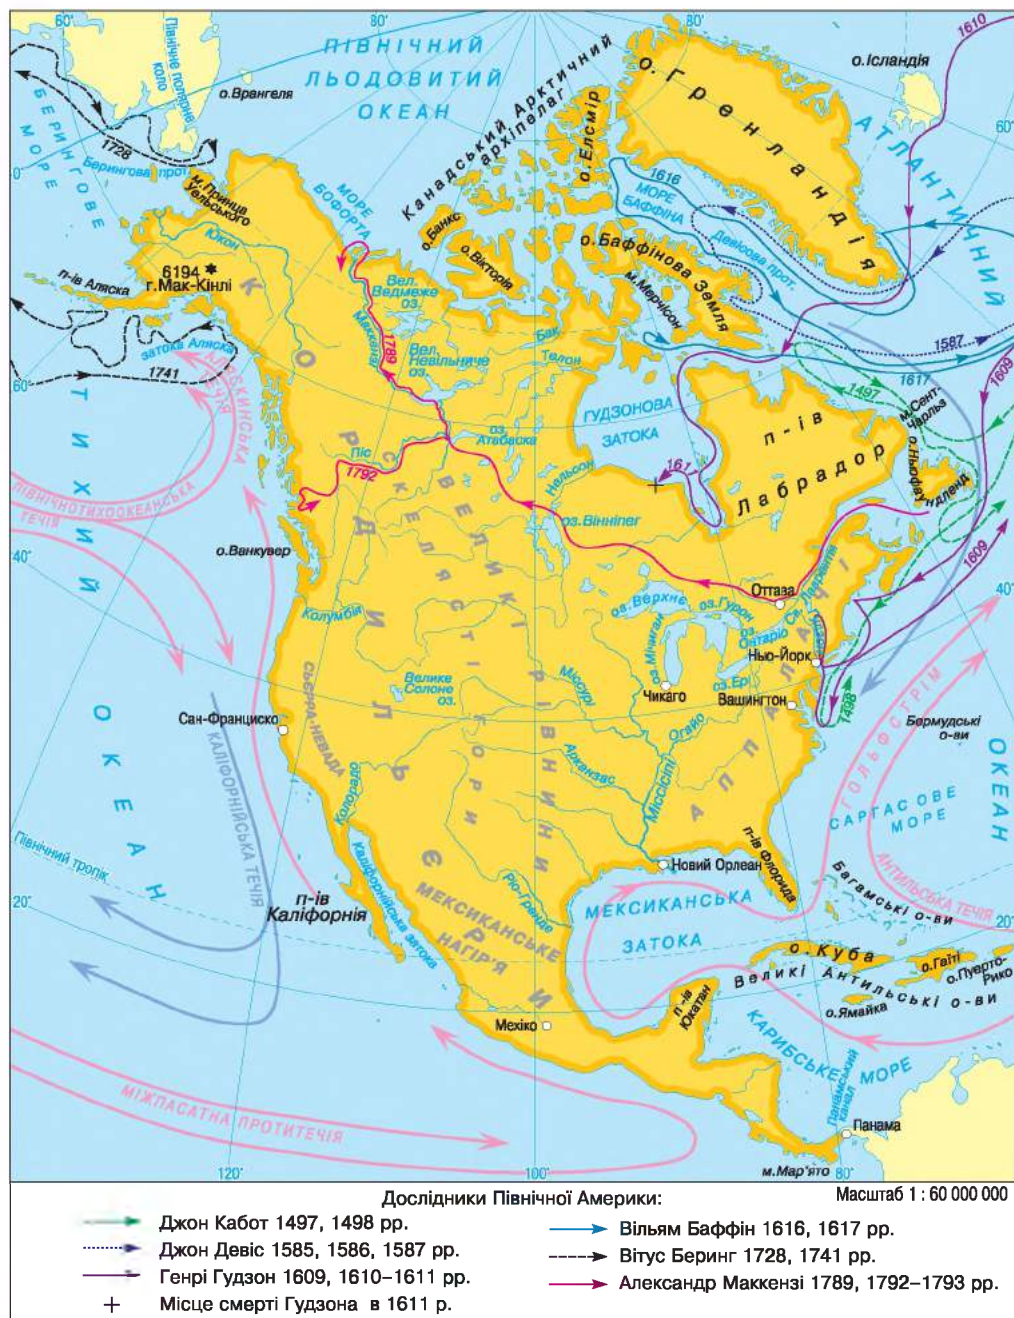 60°
80°
80°
60°
1610
Північне полярне коло
ПІВНІЧНИЙ
ЛЬОДОВИТИЙ
ОКЕАН
о.Врангеля
о.Ісландія
Канадський Арктичний
архіпелаг
о.Елсмір
о. Гренландія
АТЛАНТИЧНИЙ
60°
БЕРИНГОВЕ
МОРЕ
1728
Берингова прот.
м.Принца
Уельського
МОРЕ
БОФОРТА
о.Банкс
о.Вікторія
1616
МОРЕ
БАФФІНА
Девісова прот.
о. Баффінова Земля
м.Мерчісон
Юкон
6194
г.Мак-Кінлі
п-ів Аляска
Вел.
Ведмеже
оз.
Маккензі
1789
Вел.
Невільниче
оз.
Бак
Телон
1587
1617
1609
1497
м.Сент-
Чарльз
затока Аляска
1741
АЛЯСКИНСЬКА
ТЕЧІЯ
60°
ГУДЗОНОВА
ЗАТОКА
п-ів
Лабрадор
о.Ньюфаундленд
оз.
Атабаска
Піс
1792
Нельсон
161
ПІВНІЧНОТИХООКЕАНСЬКА
ТЕЧІЯ
оз.Вінніпег
о.Ванкувер
1609
40°
40°
ТИХИЙ
ОКЕАН
КОРДИЛЬЄРИ
СКЕЛЯСТІ ГОРИ
ВЕЛИКІ РІВНИНИ
АППАЛАЧІ
Оттава
Св. Лаврентія
Гудзон
оз.Верхнє
оз.Гурон
оз.
Онтаріо
оз.Мічиган
оз.Ері
Колумбія
Нью-Йорк
Чикаго
Вашингтон
1498
Велике
Солоне
оз.
Міссурі
СЬЄРРА-НЕВАДА
Сан-Франциско
Огайо
Бермудські
о-ви
ГОЛЬФСТРІМ
ОКЕАН
КАЛІФОРНІЙСЬКА ТЕЧІЯ
Колорадо
Арканзас
Міссісіпі
САРГАСОВЕ
МОРЕ
Північний тропік
Новий Орлеан
п-ів Флорида
АНТИЛЬСЬКА ТЕЧІЯ
Багамські о-ви
п-ів
Каліфорнія
Каліфорнійська затока
Ріо-Гранде
МЕКСИКАНСЬКЕ
НАГІР'Я
МЕКСИКАНСЬКА
ЗАТОКА
20°
20°
о.Куба
о.Гаїті
о.Пуерто-
Рико
Великі Антильські о-ви
о.Ямайка
п-ів
Юкатан
Мехіко
КАРИБСЬКЕ МОРЕ
Панамський
канал
Панама
МІЖПАСАТНА ПРОТИТЕЧІЯ
м.Мар'ято
120°
100°
80°
Дослідники Північної Америки:
Масштаб 1 : 60 000 000
Джон Кабот 1497, 1498 рр.
Джон Девіс 1585, 1586, 1587 рр.
Генрі Гудзон 1609, 1610–1611 рр.
Місце смерті Гудзона в 1611 р.
Вільям Баффін 1616, 1617 рр.
Вітус Беринг 1728, 1741 рр.
Александр Маккензі 1789, 1792–1793 рр.